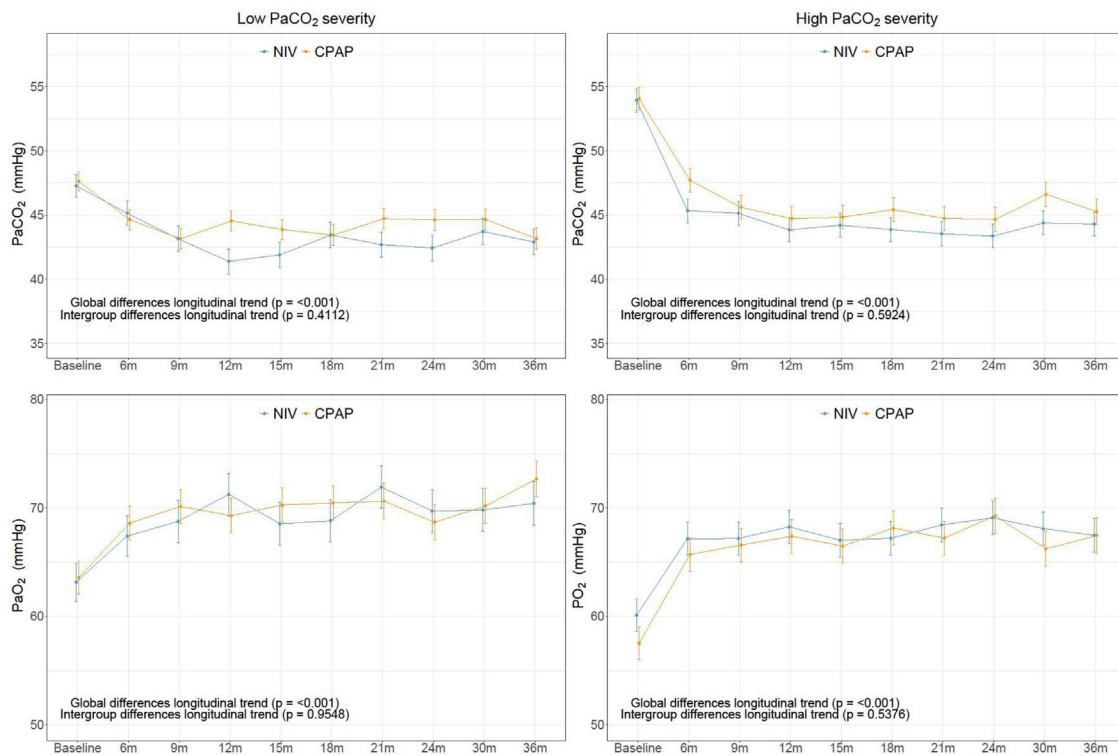 Low PaCO2 severity
NIV CPAP
PaCO2 (mmHg)
55
50
45
40
35
Global differences longitudinal trend (p = <0.001)
Intergroup differences longitudinal trend (p = 0.4112)
Baseline 6m 9m 12m 15m 18m 21m 24m 30m 36m
High PaCO2 severity
NIV CPAP
PaCO2 (mmHg)
55
50
45
40
35
Global differences longitudinal trend (p = <0.001)
Intergroup differences longitudinal trend (p = 0.5924)
Baseline 6m 9m 12m 15m 18m 21m 24m 30m 36m
NIV CPAP
PaO2 (mmHg)
80
70
60
50
Global differences longitudinal trend (p = <0.001)
Intergroup differences longitudinal trend (p = 0.9548)
Baseline 6m 9m 12m 15m 18m 21m 24m 30m 36m
NIV CPAP
PO2 (mmHg)
80
70
60
50
Global differences longitudinal trend (p = <0.001)
Intergroup differences longitudinal trend (p = 0.5376)
Baseline 6m 9m 12m 15m 18m 21m 24m 30m 36m